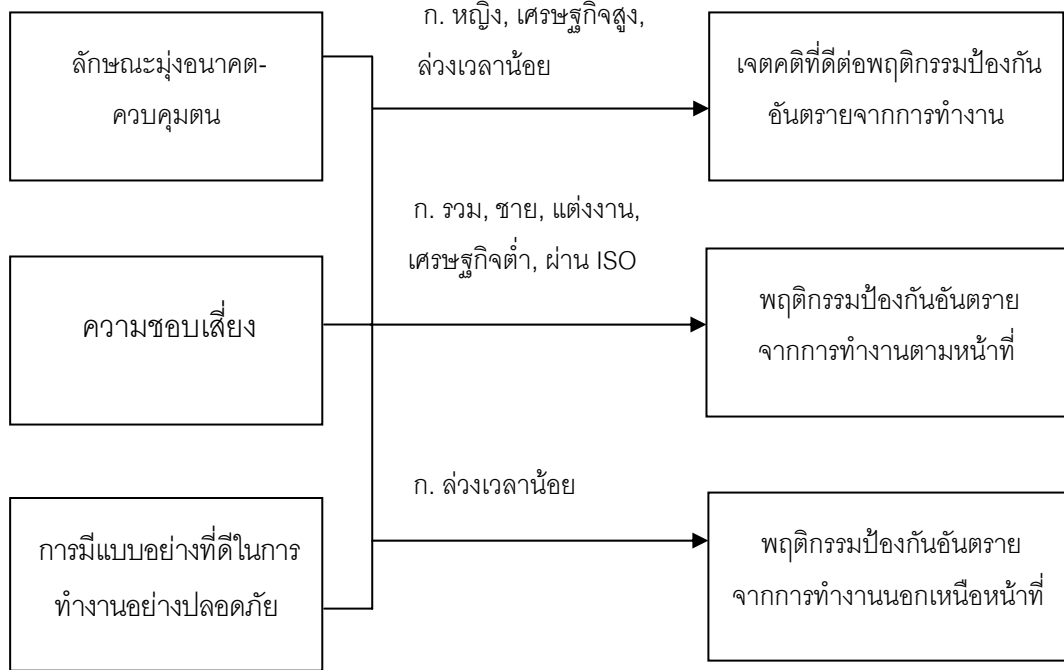 ก. หญิง, เศรษฐกิจสูง,
ล่วงเวลาน้อย
ลักษณะมุ่งอนาคต-
ควบคุมตน
เจตคติที่ดีต่อพฤติกรรมป้องกัน
อันตรายจากการทำงาน
ก. รวม, ชาย, แต่งงาน,
เศรษฐกิจต่ำ, ผ่าน ISO
ความชอบเสี่ยง
พฤติกรรมป้องกันอันตราย
จากการทำงานตามหน้าที่
ก. ล่วงเวลาน้อย
การมีแบบอย่างที่ดีในการ
ทำงานอย่างปลอดภัย
พฤติกรรมป้องกันอันตราย
จากการทำงานนอกเหนือหน้าที่